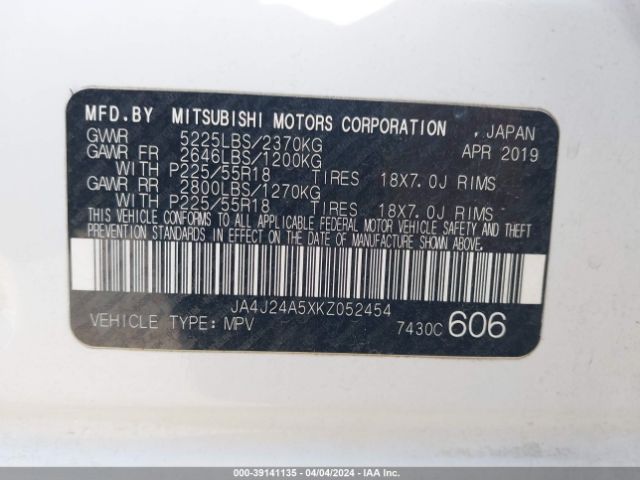 MFD.BY MITSUBISHI MOTORS CORPORATION , JAPAN
GVWR 5225LBS/2370KG APR 2019
GAWR FR 2646LBS/1200KG
WITH P225/55R18 TIRES 18X7.0J RIMS
GAWR RR 2800LBS/1270KG
WITH P225/55R18 TIRES 18X7.0J RIMS
THIS VEHICLE CONFORMS TO ALL APPLICABLE FEDERAL MOTOR VEHICLE SAFETY AND THEFT
PREVENTION STANDARDS IN EFFECT ON THE DATE OF MANUFACTURE SHOWN ABOVE.
JA4J24A5XKZ052454
VEHICLE TYPE: MPV 7430C 606
000-39141135 - 04/04/2024 - IAAI.COM